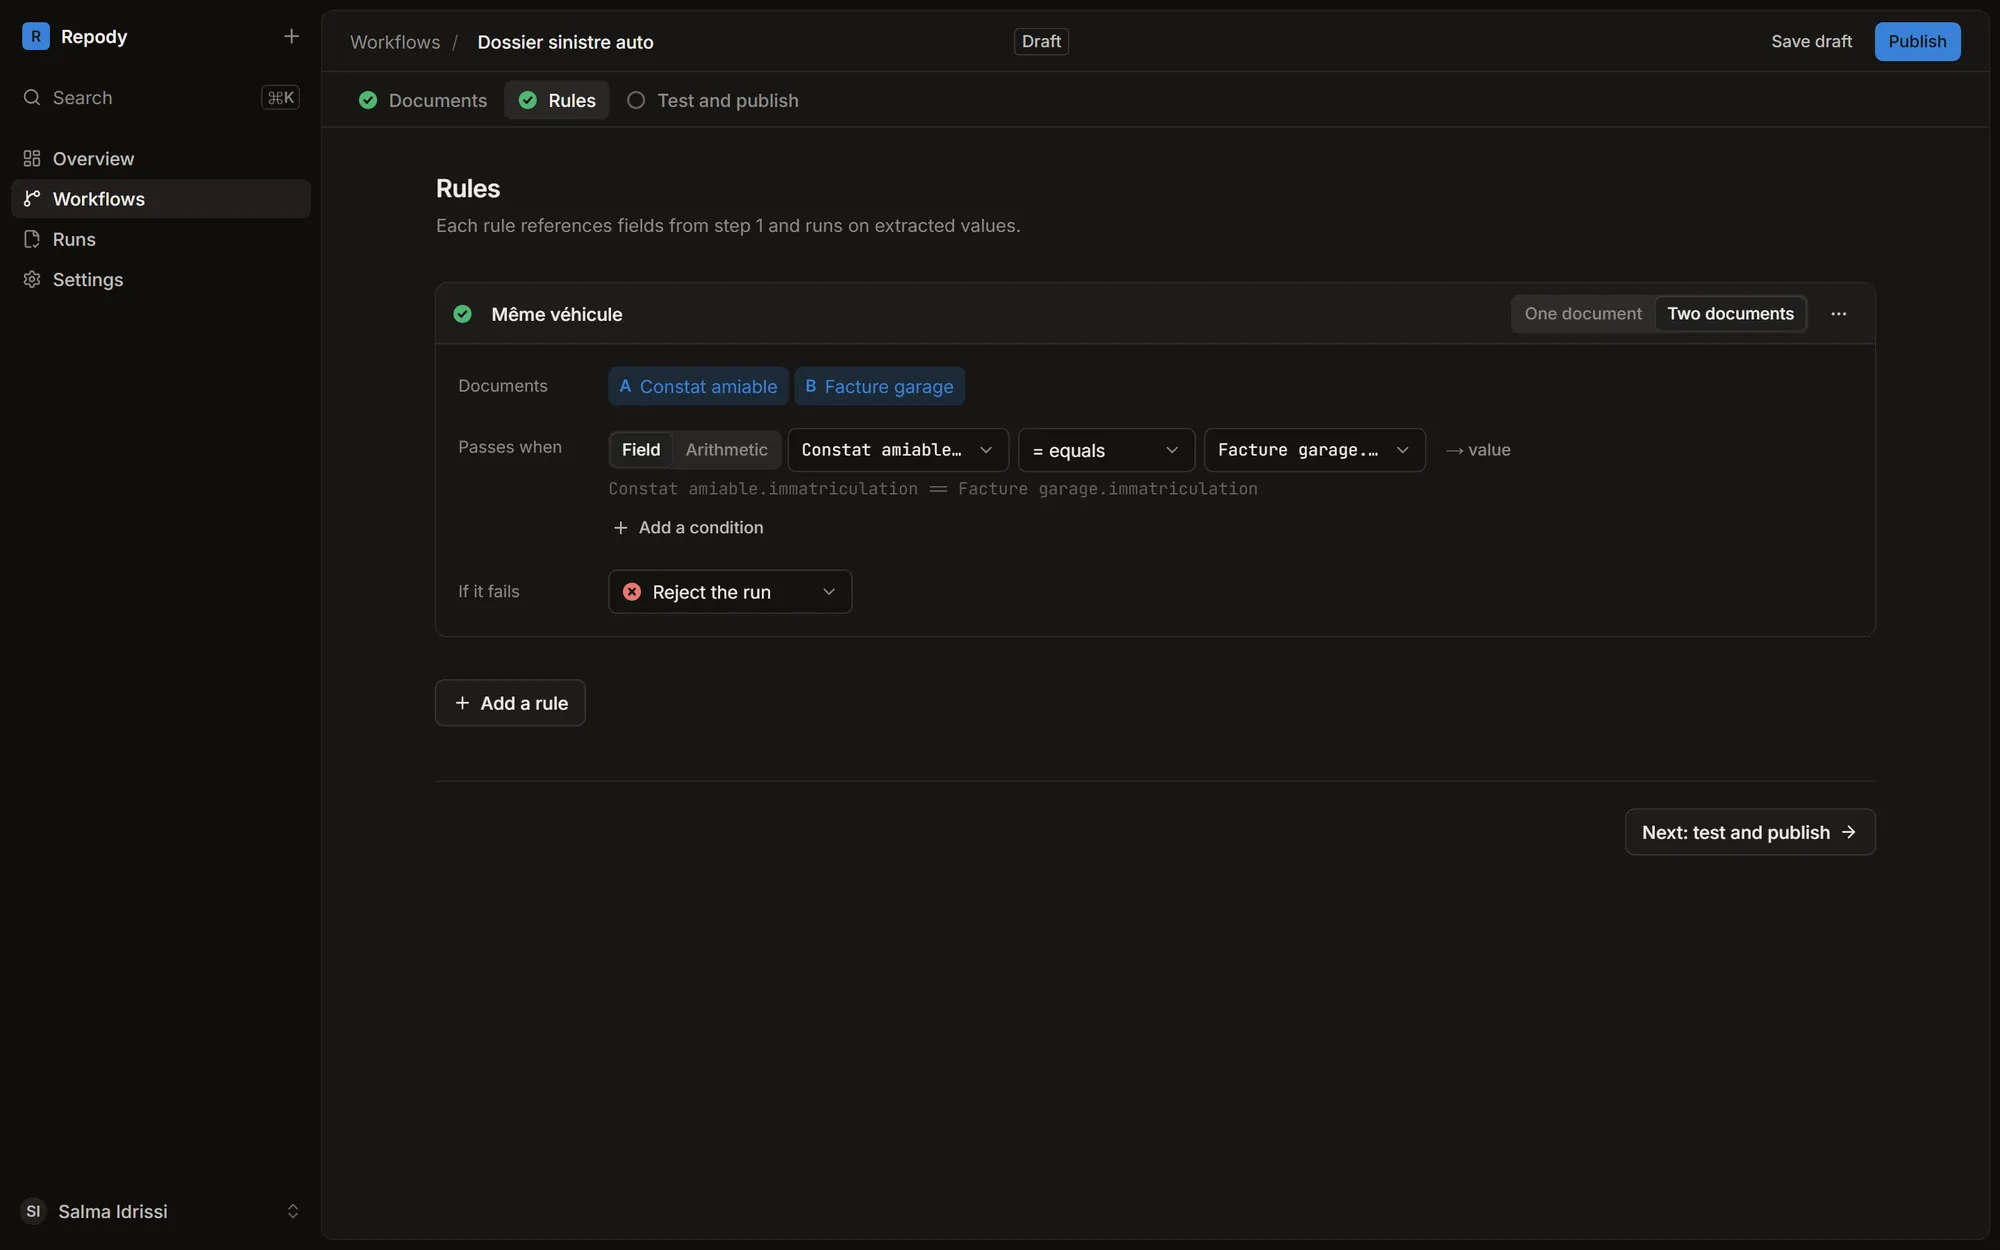 R Repody
Search ⌘K
Overview
Workflows
Runs
Settings
SI Salma Idrissi
Workflows / Dossier sinistre auto
Draft
Save draft
Publish
Documents
Rules
Test and publish
Rules
Each rule references fields from step 1 and runs on extracted values.
Même véhicule
One document
Two documents
Documents
A Constat amiable
B Facture garage
Passes when
Field
Arithmetic
Constat amiable…
= equals
Facture garage.…
→ value
Constat amiable.immatriculation == Facture garage.immatriculation
+ Add a condition
If it fails
Reject the run
+ Add a rule
Next: test and publish →